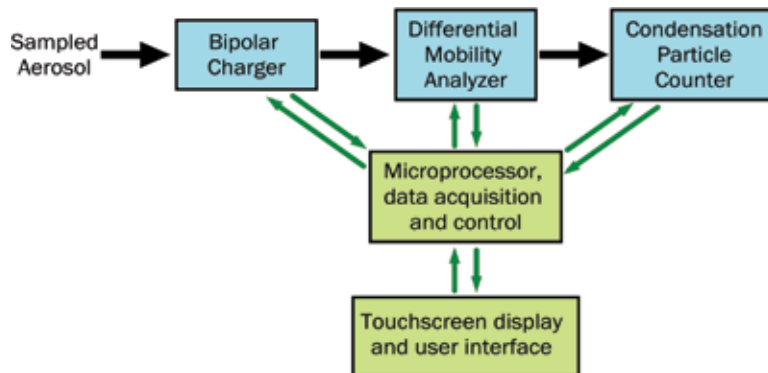 Sampled
Aerosol
Bipolar
Charger
Differential
Mobility
Analyzer
Condensation
Particle
Counter
Microprocessor,
data acquisition
and control
Touchscreen display
and user interface